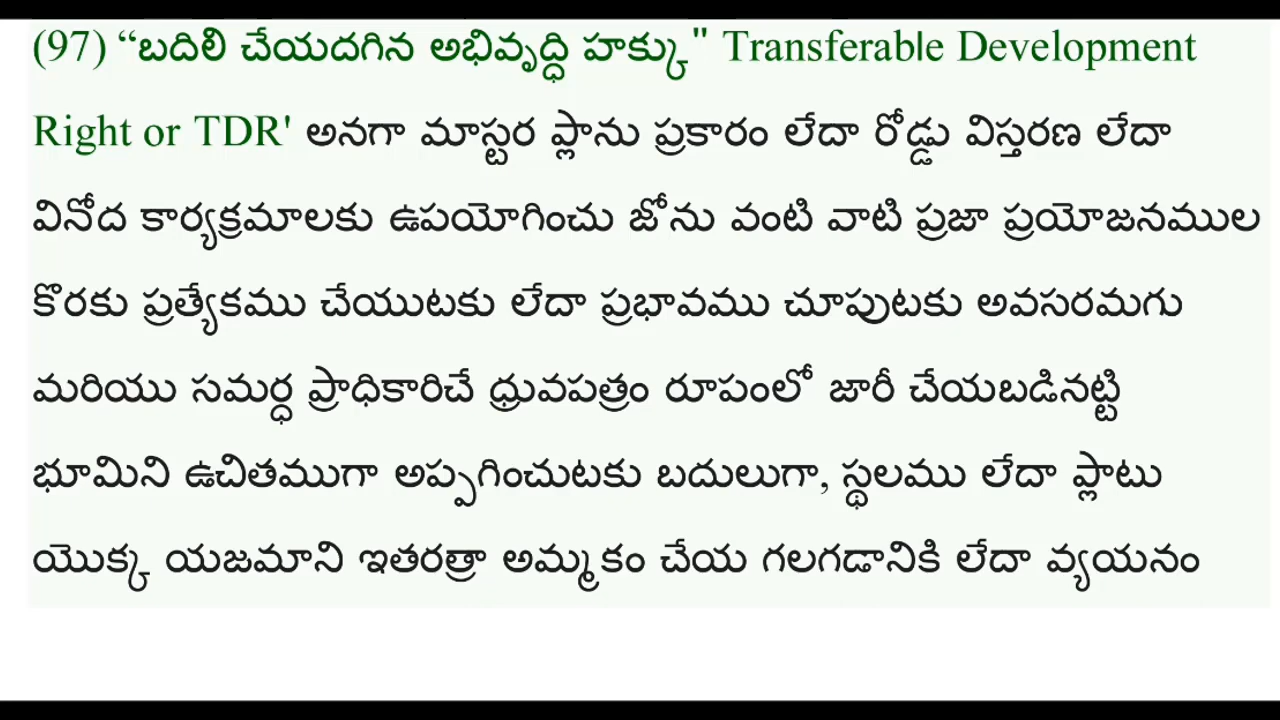 (97) “బదిలి చేయదగిన అభివృద్ధి హక్కు" Transferable Development
Right or TDR' అనగా మాస్టర ప్లాను ప్రకారం లేదా రోడ్డు విస్తరణ లేదా
వినోద కార్యక్రమాలకు ఉపయోగించు జోను వంటి వాటి ప్రజా ప్రయోజనముల
కొరకు ప్రత్యేకము చేయుటకు లేదా ప్రభావము చూపుటకు అవసరమగు
మరియు సమర్ధ ప్రాధికారిచే ధ్రువపత్రం రూపంలో జారీ చేయబడినట్టి
భూమిని ఉచితముగా అప్పగించుటకు బదులుగా, స్థలము లేదా ప్లాటు
యొక్క యజమాని ఇతరత్రా అమ్మకం చేయ గలగడానికి లేదా వ్యయనం